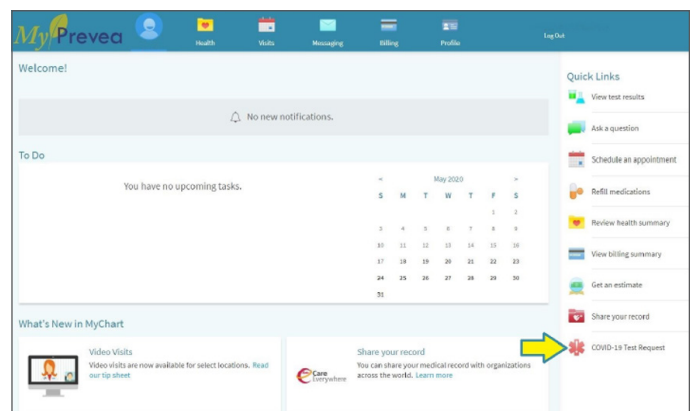 My Prevea
Health
Visits
Messaging
Billing
Profile
Log Out
Welcome!
No new notifications.
To Do
You have no upcoming tasks.
« May 2020 »
S M T W T F S
1 2
3 4 5 6 7 8 9
10 11 12 13 14 15 16
17 18 19 20 21 22 23
24 25 26 27 28 29 30
31
What's New in MyChart
Video Visits
Video visits are now available for select locations. Read
our tip sheet
Care
Everywhere
Share your record
You can share your medical record with organizations
across the world. Learn more
Quick Links
View test results
Ask a question
Schedule an appointment
Refill medications
Review health summary
View billing summary
Get an estimate
Share your record
COVID-19 Test Request